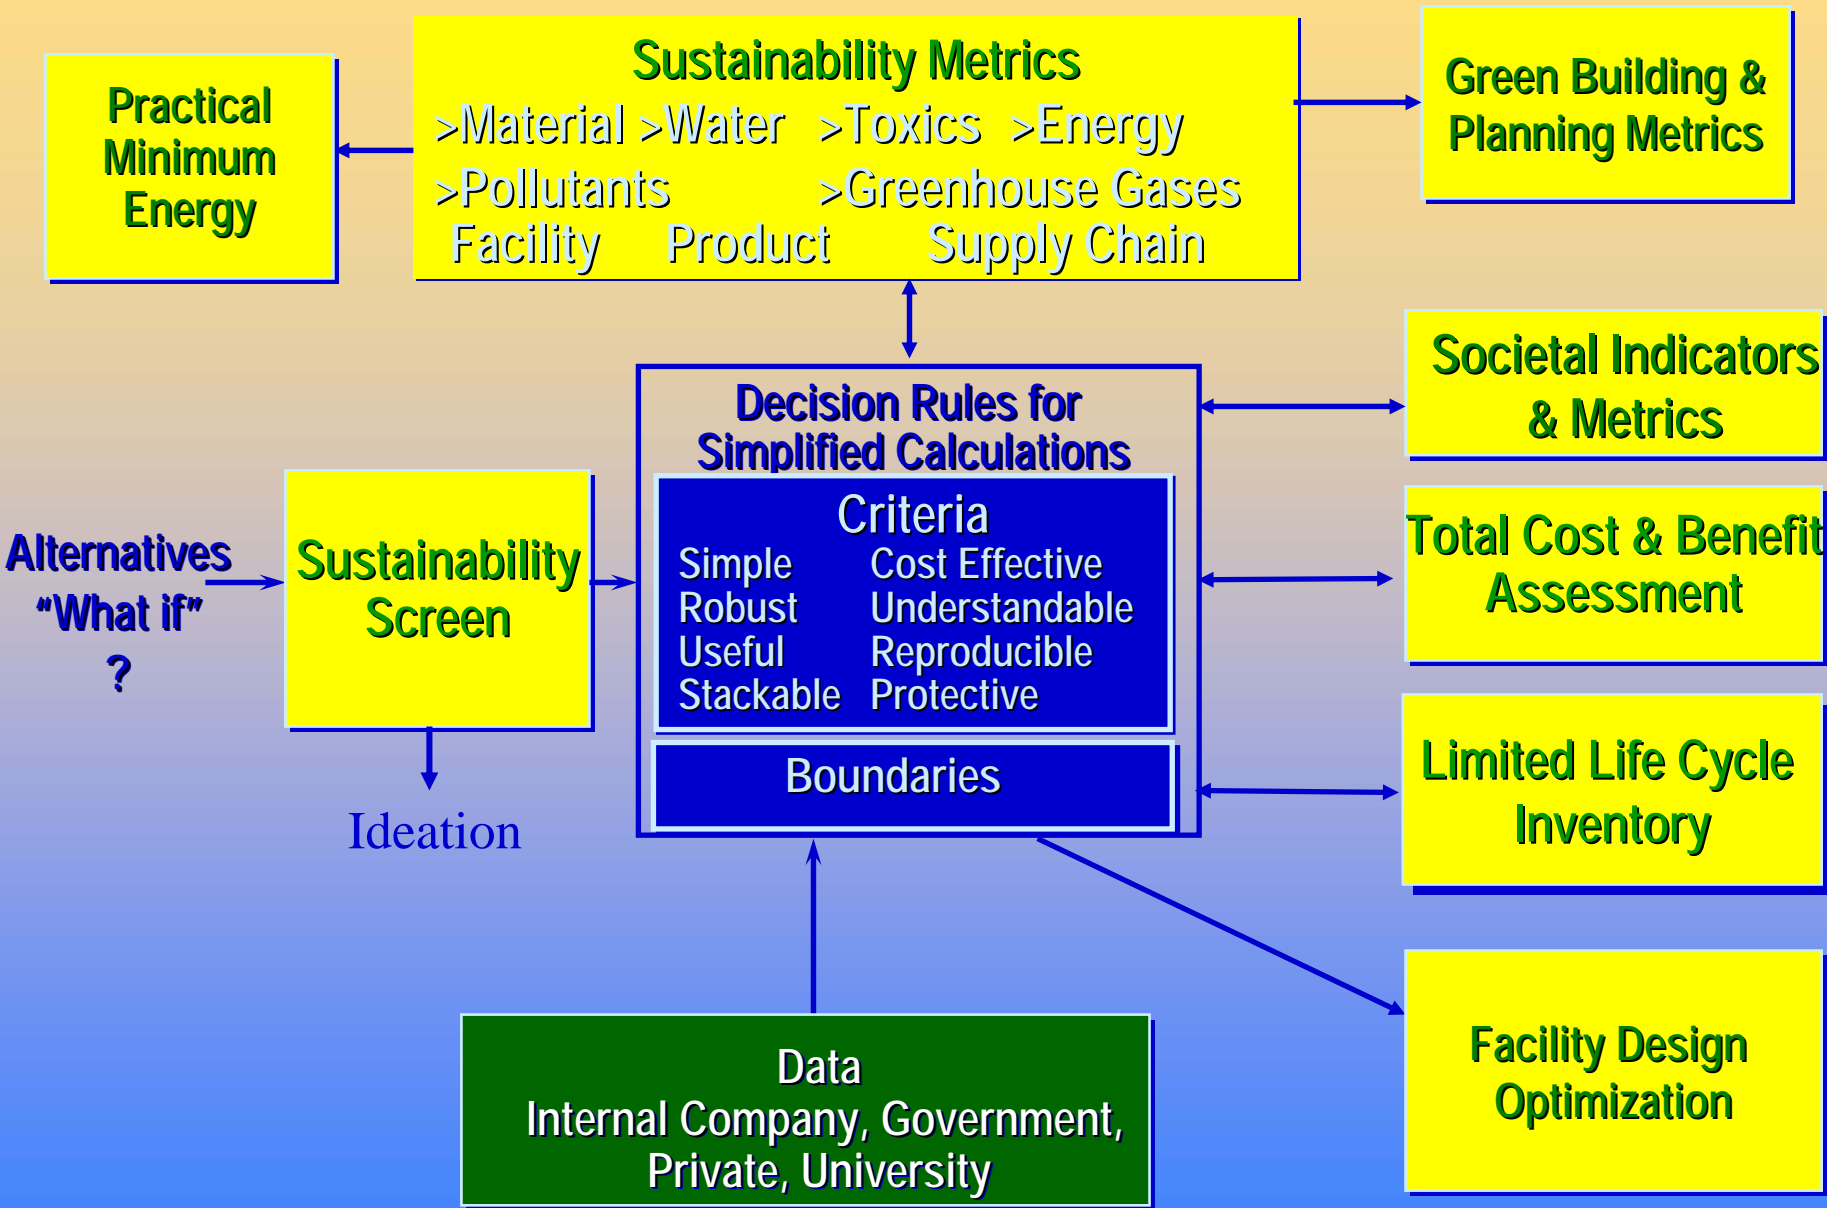 Sustainability Metrics
>Material >Water >Toxics >Energy
>Pollutants >Greenhouse Gases
Facility Product Supply Chain
Practical
Minimum
Energy
Green Building &
Planning Metrics
Societal Indicators
& Metrics
Decision Rules for
Simplified Calculations
Criteria
Simple Cost Effective
Robust Understandable
Useful Reproducible
Stackable Protective
Boundaries
Alternatives
“What if”
?
Sustainability
Screen
Ideation
Total Cost & Benefit
Assessment
Limited Life Cycle
Inventory
Facility Design
Optimization
Data
Internal Company, Government,
Private, University